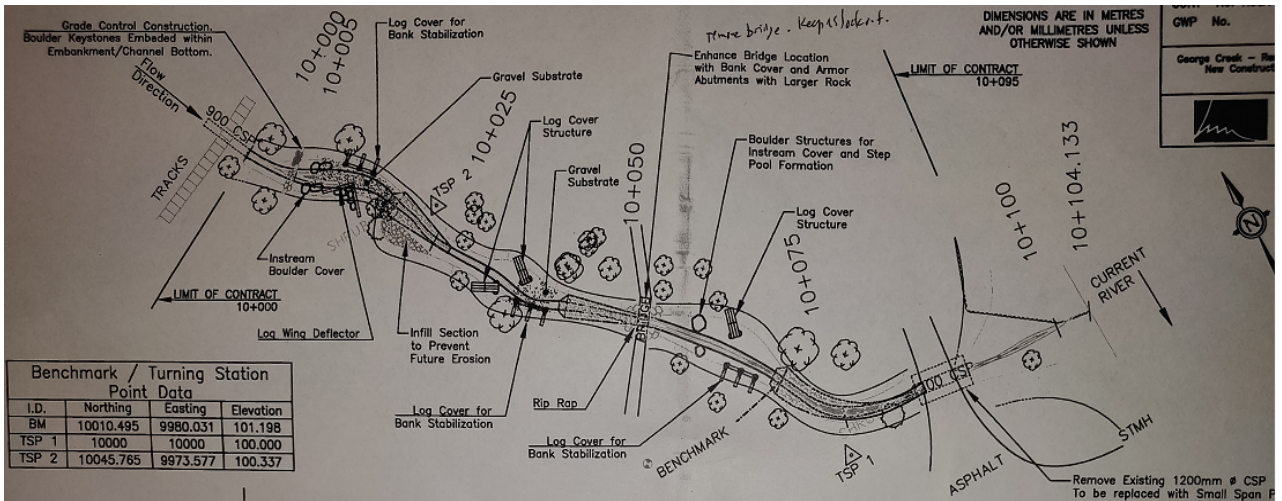 Grade Control Construction.
Boulder Keystones Embeded within
Embankment/Channel Bottom.
Flow
Direction
10+000
10+005
Log Cover for
Bank Stabilization
Gravel Substrate
bridge.
Enhance Bridge Location
with Bank Cover and Armor
Abutments with Larger Rock
DIMENSIONS ARE IN METRES
AND/OR MILLIMETRES UNLESS
OTHERWISE SHOWN
LIMIT OF CONTRACT
10+095
GWP No.
George Creek -
New
900 CSP
TRACKS
TSP 2
10+025
Log Cover
Structure
Gravel
Substrate
10+050
Boulder Structures for
Instream Cover and Step
Pool Formation
Log Cover
Structure
10+075
10+100
10+104.133
CURRENT
RIVER
N
Instream
Boulder Cover
LIMIT OF CONTRACT
10+000
Log Wing Deflector
Infill Section
to Prevent
Future Erosion
BRIDGE
Rip Rap
Log Cover for
Bank Stabilization
Log Cover for
Bank Stabilization
BENCHMARK
TSP 1
CSP
ASPHALT
STMH
Remove Existing 1200mm ø CSP
To be replaced with Small Span
Benchmark / Turning Station
Point Data
I.D. Northing Easting Elevation
BM 10010.495 9980.031 101.198
TSP 1 10000 10000 100.000
TSP 2 10045.765 9973.577 100.337